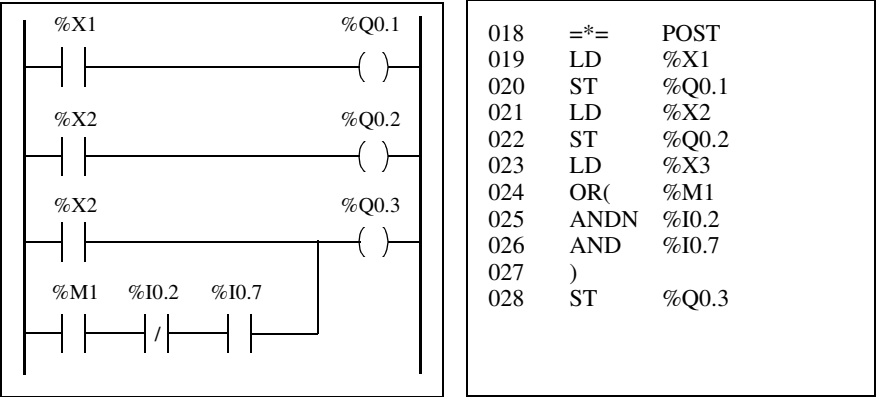 %X1 %Q0.1
%X2 %Q0.2
%X2 %Q0.3
%M1 %I0.2 %I0.7
/
018 =*= POST
019 LD %X1
020 ST %Q0.1
021 LD %X2
022 ST %Q0.2
023 LD %X3
024 OR( %M1
025 ANDN %I0.2
026 AND %I0.7
027 )
028 ST %Q0.3